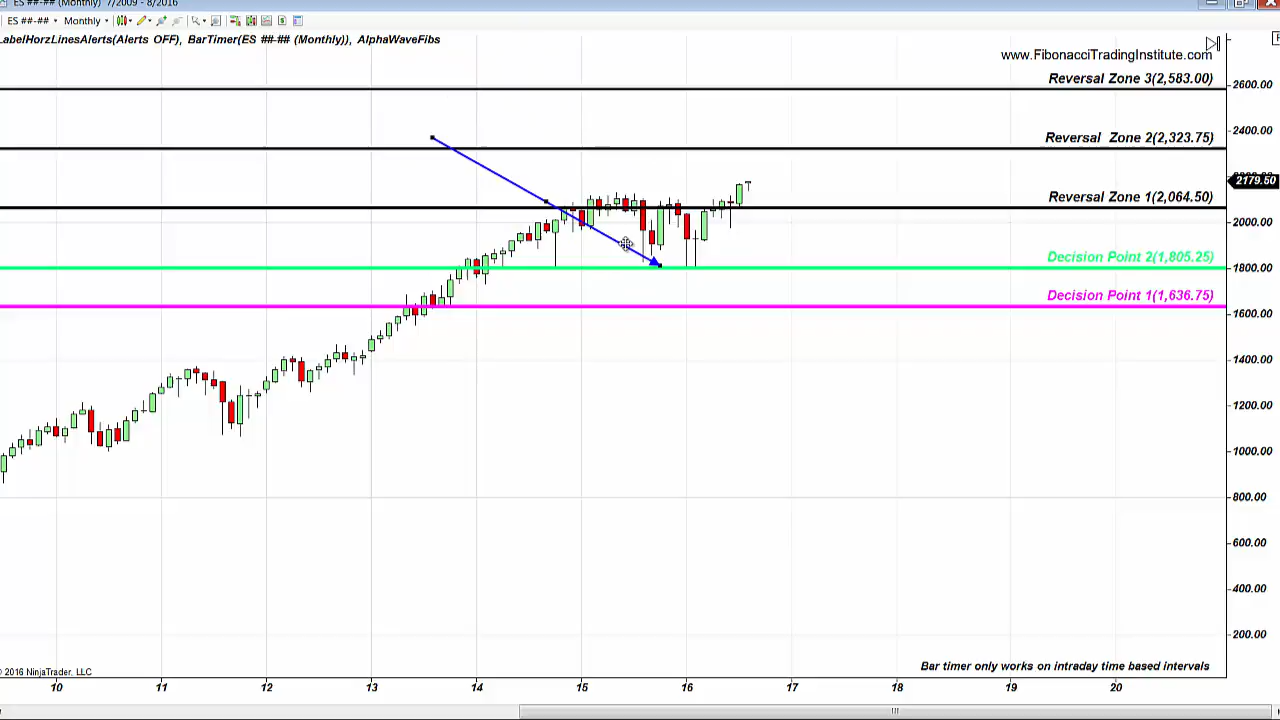 ES ##-## (Monthly) 7/2009 - 8/2016
ES ##-## Monthly
LabelHorzLinesAlerts(Alerts OFF), BarTimer(ES ##-## (Monthly)), AlphaWaveFibs
www.FibonacciTradingInstitute.com
F
Reversal Zone 3(2,583.00)
2600.00
2400.00
Reversal Zone 2(2,323.75)
2179.50
Reversal Zone 1(2,064.50)
2000.00
Decision Point 2(1,805.25)
1800.00
Decision Point 1(1,636.75)
1600.00
1400.00
1200.00
1000.00
800.00
600.00
400.00
200.00
Bar timer only works on intraday time based intervals
© 2016 NinjaTrader, LLC
10 11 12 13 14 15 16 17 18 19 20